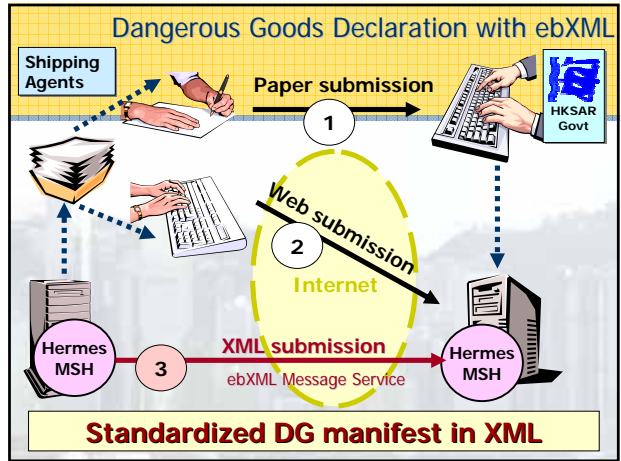 Dangerous Goods Declaration with ebXML
Shipping
Agents
Paper submission
1
HKSAR
Govt
Web submission
2
Internet
Hermes
MSH
3
XML submission
ebXML Message Service
Hermes
MSH
Standardized DG manifest in XML